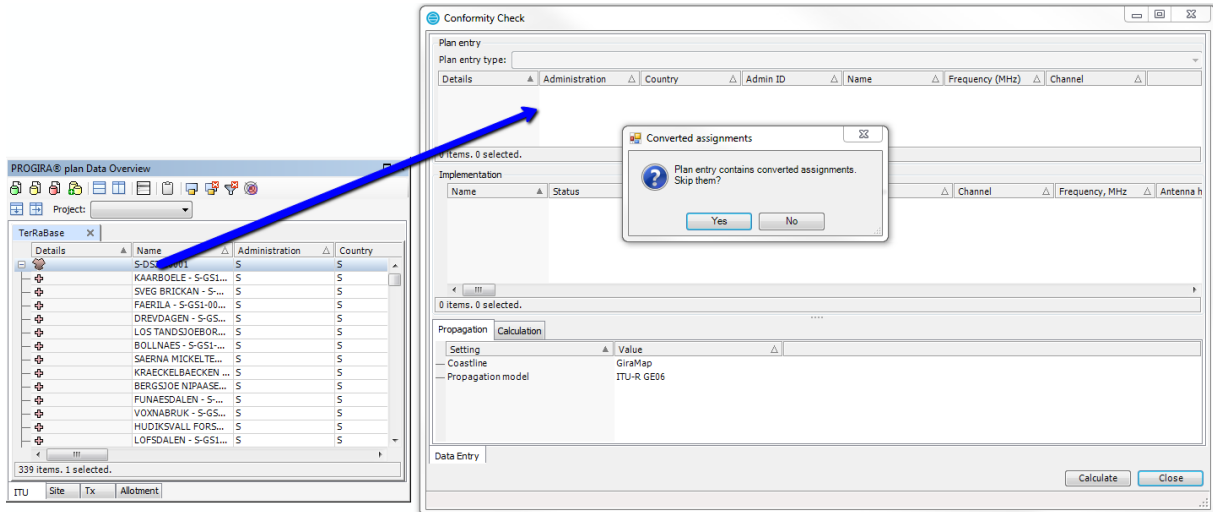 Conformity Check
Plan entry
Plan entry type:
Details Administration Country Admin ID Name Frequency (MHz) Channel
0 items. 0 selected.
Converted assignments
Plan entry contains converted assignments.
Skip them?
Yes No
Implementation
Name Status Channel Frequency, MHz Antenna h
0 items. 0 selected.
Propagation Calculation
Setting Value
Coastline GiraMap
Propagation model ITU-R GE06
Data Entry
Calculate Close
PROGIRA® plan Data Overview
Project:
TerRaBase
Details Name Administration Country
S S
KAARBOELE - S-GS1... S S
SVEG BRICKAN - S-... S S
FAERILA - S-GS1-00... S S
DREVDAGEN - S-GS... S S
LOS TANDSJOEBOR... S S
BOLLNAES - S-GS1-... S S
SAERNA MICKELTE... S S
KRAECKELBAECKEN ... S S
BERGSJOE NIPAASE... S S
FUNAESDALEN - S-... S S
VOXNABRUK - S-GS... S S
HUDIKSVALL FORS... S S
LOFSDALEN - S-GS1... S S
339 items. 1 selected.
ITU Site Tx Allotment